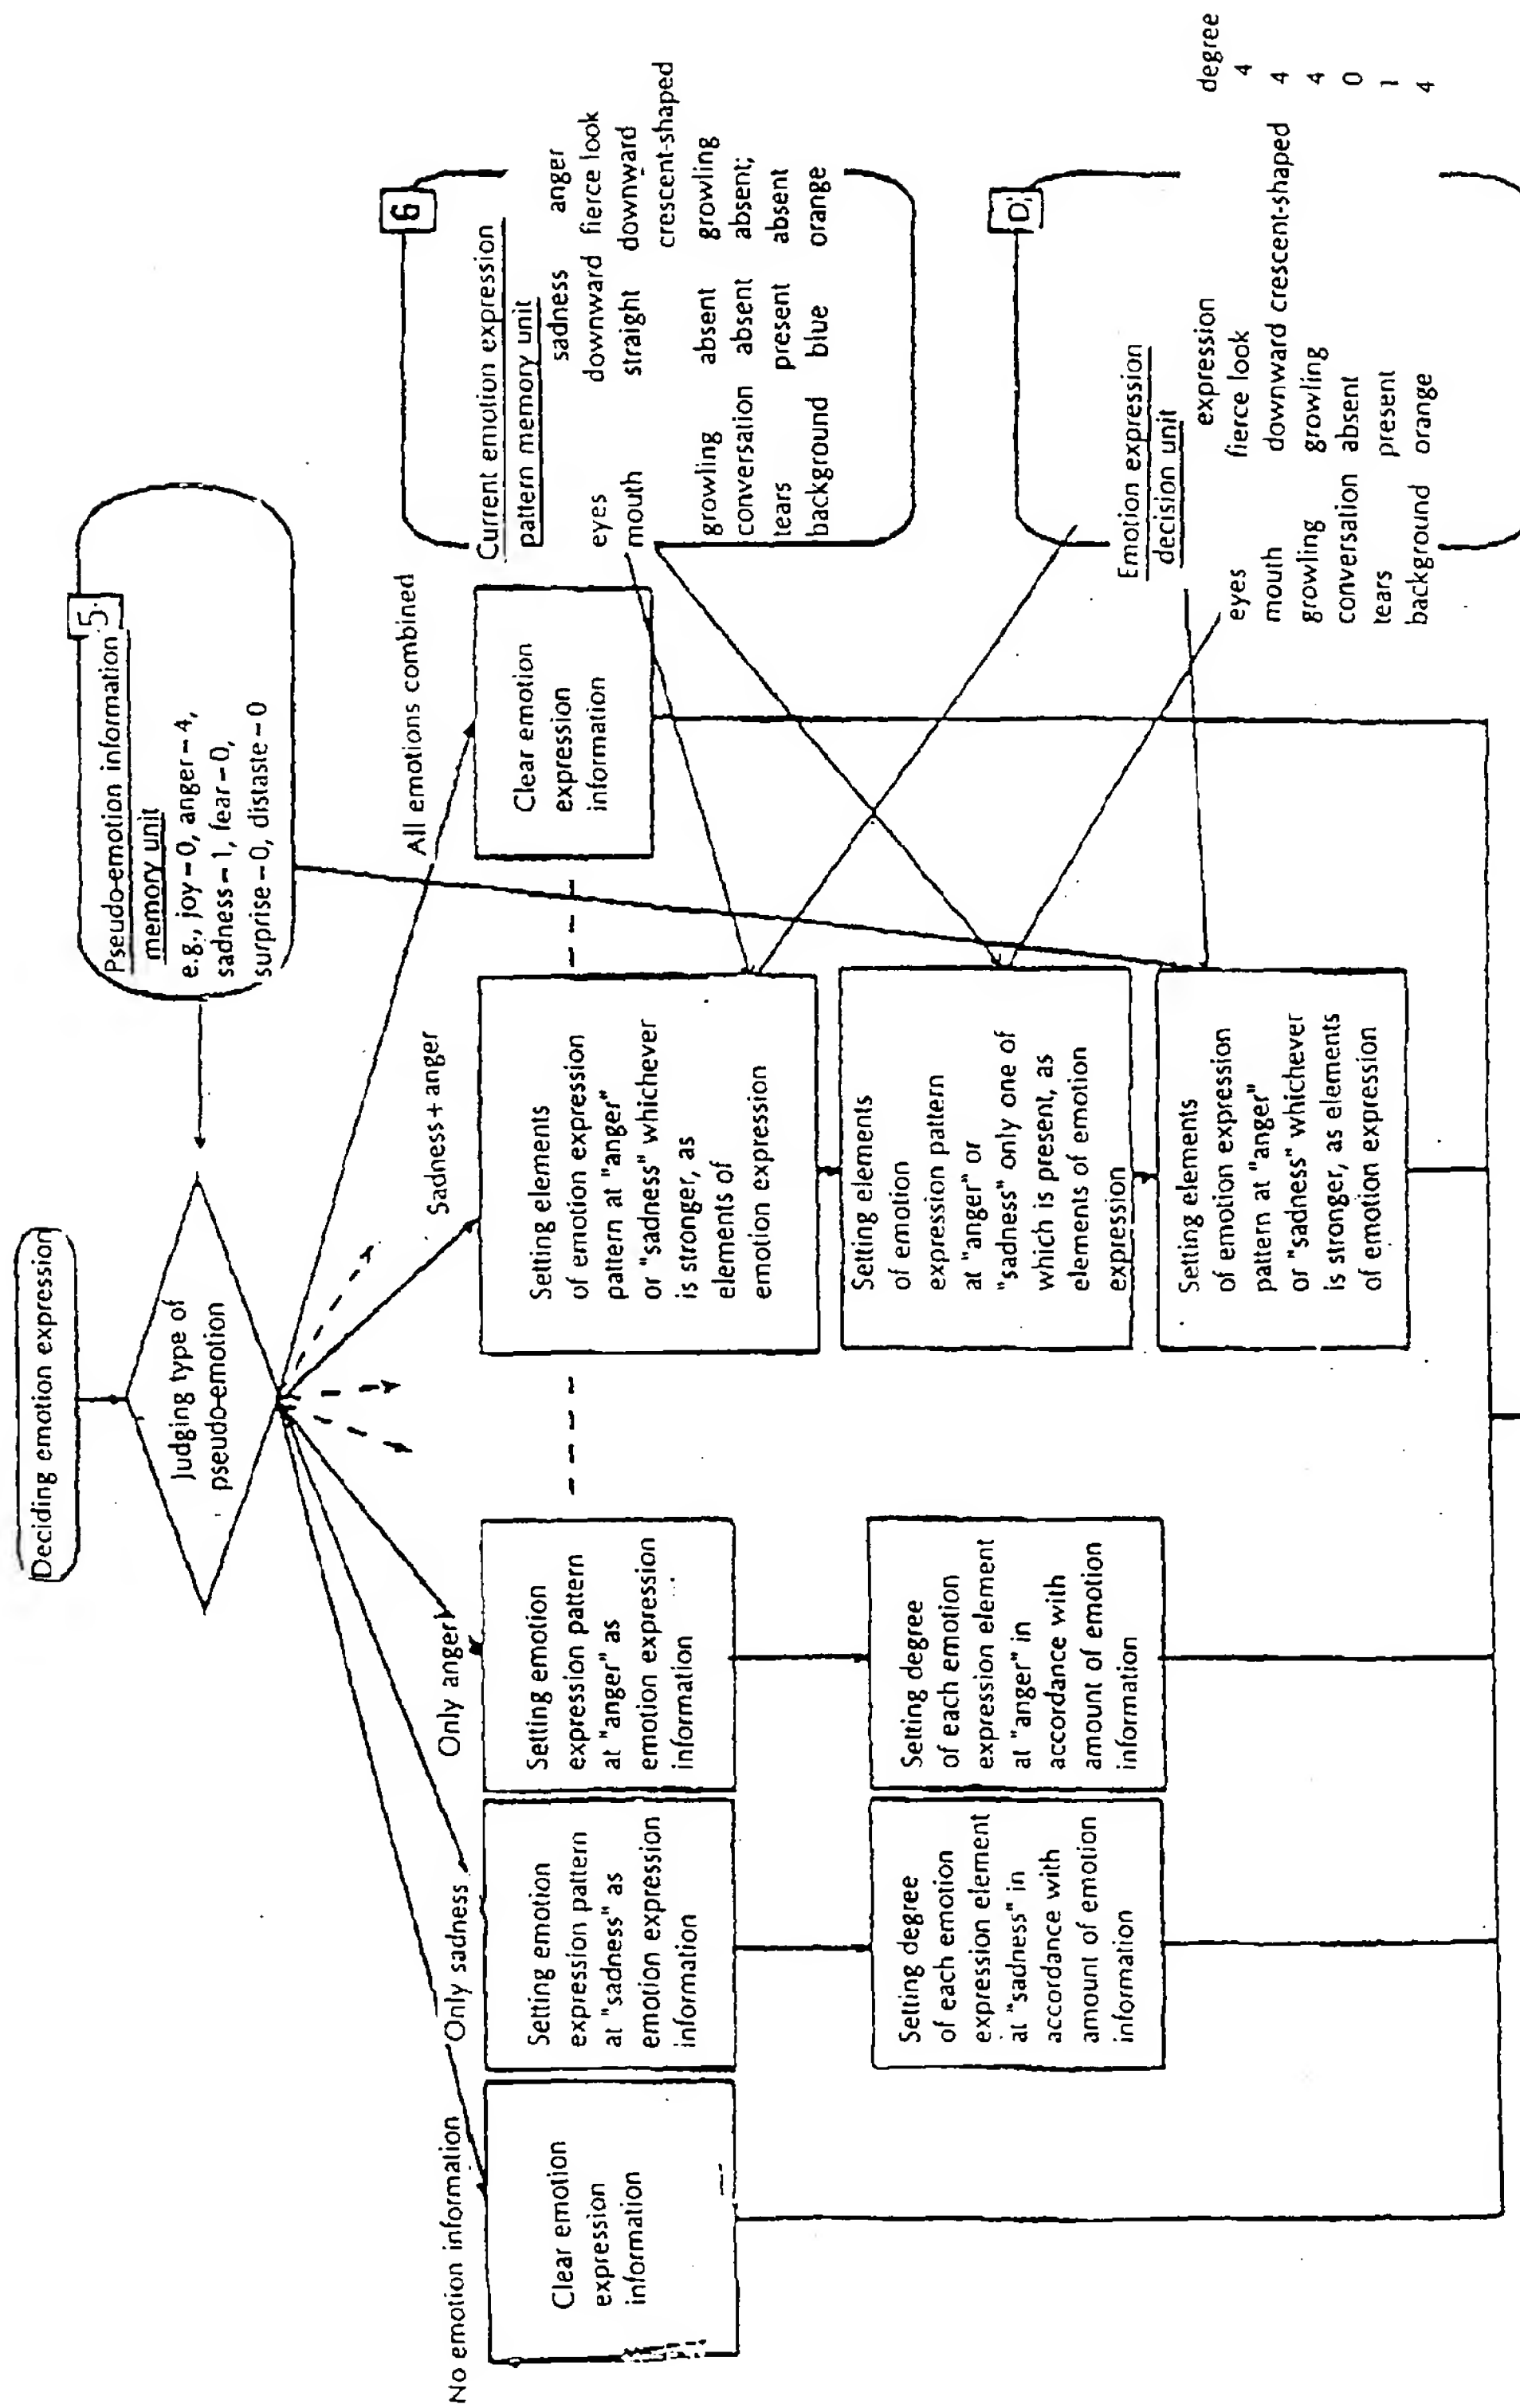 Deciding emotion expression
Judging type of
pseudo-emotion
5.
Pseudo-emotion information
memory unit
e.g., joy－0, anger－4,
sadness－1, fear－0,
surprise－0, distaste－0
No emotion information
Only sadness
Only anger
Sadness+anger
All emotions combined
Clear emotion
expression
information
Setting emotion
expression pattern
at "sadness" as
emotion expression
information
Setting degree
of each emotion
expression element
at "sadness" in
accordance with
amount of emotion
information
Setting emotion
expression pattern
at "anger" as
emotion expression
information
Setting degree
of each emotion
expression element
at "anger" in
accordance with
amount of emotion
information
Setting elements
of emotion expression
pattern at "anger"
or "sadness" whichever
is stronger, as
elements of
emotion expression
Setting elements
of emotion
expression pattern
at "anger" or
"sadness" only one of
which is present, as
elements of emotion
expression
Setting elements
of emotion expression
pattern at "anger"
or "sadness" whichever
is stronger, as elements
of emotion expression
Clear emotion
expression
information
6
Current emotion expression
pattern memory unit
sadness anger
eyes downward fierce look
mouth straight downward
crescent-shaped
growling absent growling
conversation absent absent;
tears present absent
background blue orange
D
Emotion expression
decision unit
expression degree
eyes fierce look 4
mouth downward crescent-shaped 4
growling growling 4
conversation absent 0
tears present 1
background orange 4